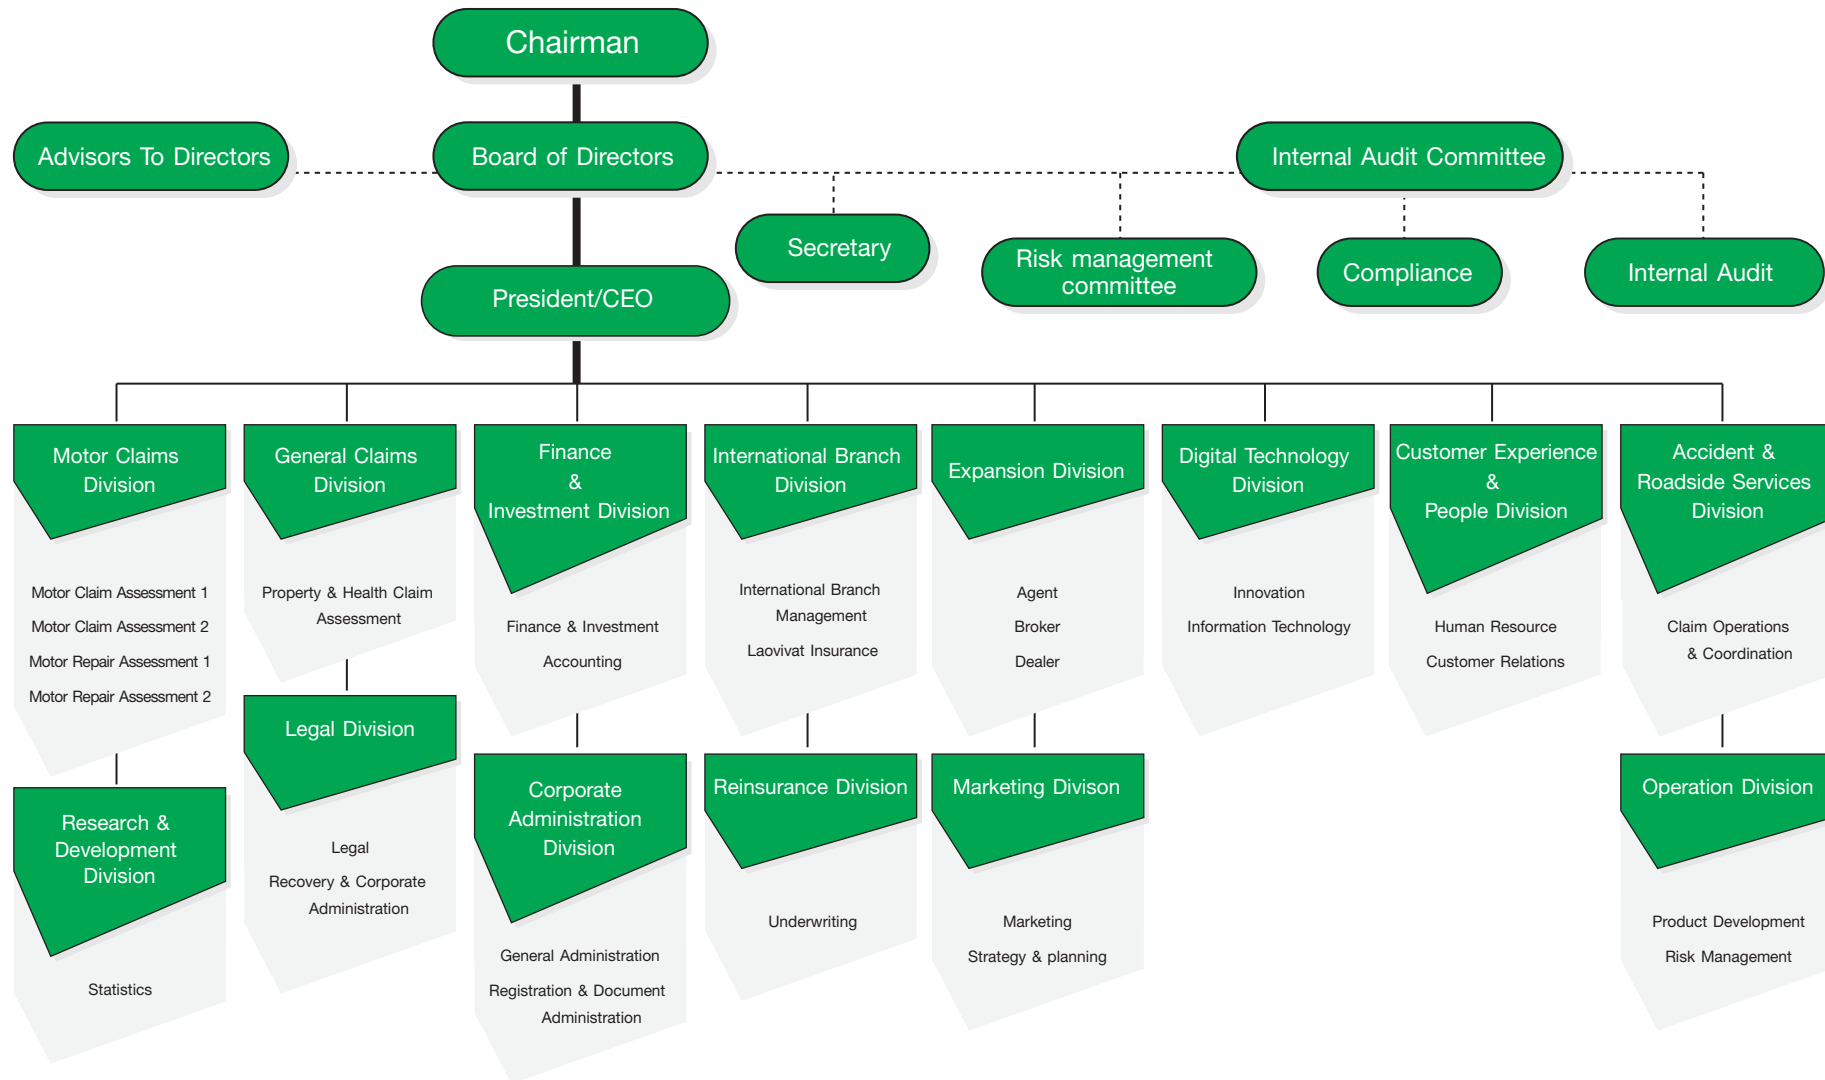 Chairman
Advisors To Directors
Board of Directors
Internal Audit Committee
Secretary
Risk management
committee
Compliance
Internal Audit
President/CEO
Motor Claims
Division
Motor Claim Assessment 1
Motor Claim Assessment 2
Motor Repair Assessment 1
Motor Repair Assessment 2
Research &
Development
Division
Statistics
General Claims
Division
Property & Health Claim
Assessment
Legal Division
Legal
Recovery & Corporate
Administration
Finance
&
Investment Division
Finance & Investment
Accounting
Corporate
Administration
Division
General Administration
Registration & Document
Administration
International Branch
Division
International Branch
Management
Laovivat Insurance
Reinsurance Division
Underwriting
Expansion Division
Agent
Broker
Dealer
Marketing Divison
Marketing
Strategy & planning
Digital Technology
Division
Innovation
Information Technology
Customer Experience
&
People Division
Human Resource
Customer Relations
Accident &
Roadside Services
Division
Claim Operations
& Coordination
Operation Division
Product Development
Risk Management